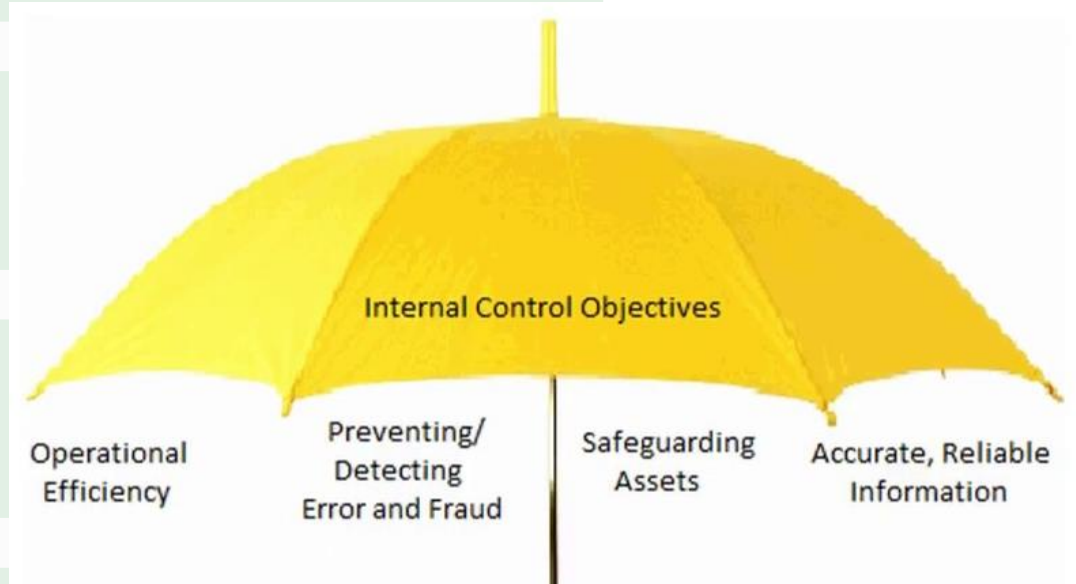 Internal Control Objectives
Operational
Efficiency
Preventing/
Detecting
Error and Fraud
Safeguarding
Assets
Accurate, Reliable
Information